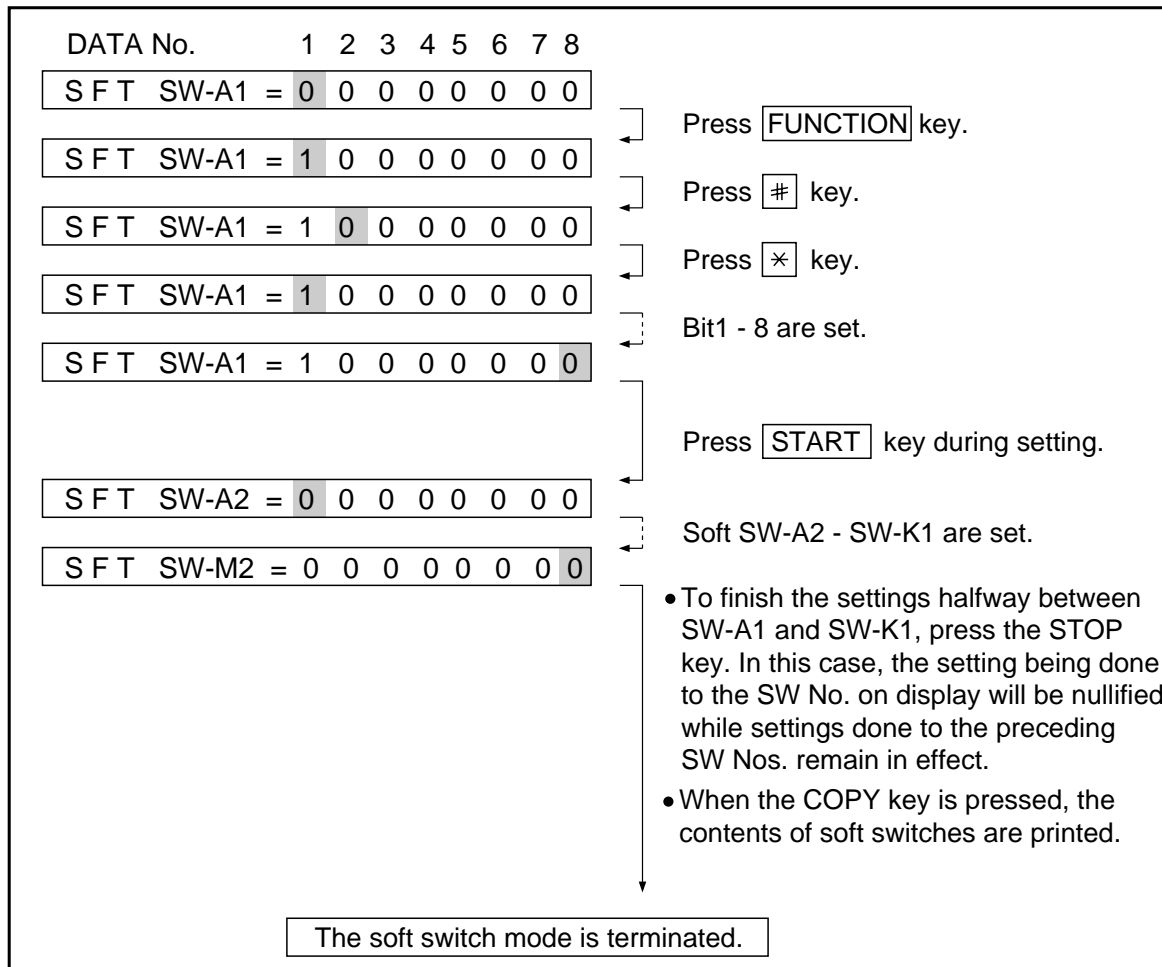 DATA No. 1 2 3 4 5 6 7 8
S F T SW-A1 = 0 0 0 0 0 0 0 0
Press FUNCTION key.
S F T SW-A1 = 1 0 0 0 0 0 0 0
Press # key.
S F T SW-A1 = 1 0 0 0 0 0 0 0
Press * key.
S F T SW-A1 = 1 0 0 0 0 0 0 0
Bit1 - 8 are set.
S F T SW-A1 = 1 0 0 0 0 0 0 0
Press START key during setting.
S F T SW-A2 = 0 0 0 0 0 0 0 0
Soft SW-A2 - SW-K1 are set.
S F T SW-M2 = 0 0 0 0 0 0 0 0
• To finish the settings halfway between
SW-A1 and SW-K1, press the STOP
key. In this case, the setting being done
to the SW No. on display will be nullified
while settings done to the preceding
SW Nos. remain in effect.
• When the COPY key is pressed, the
contents of soft switches are printed.
The soft switch mode is terminated.